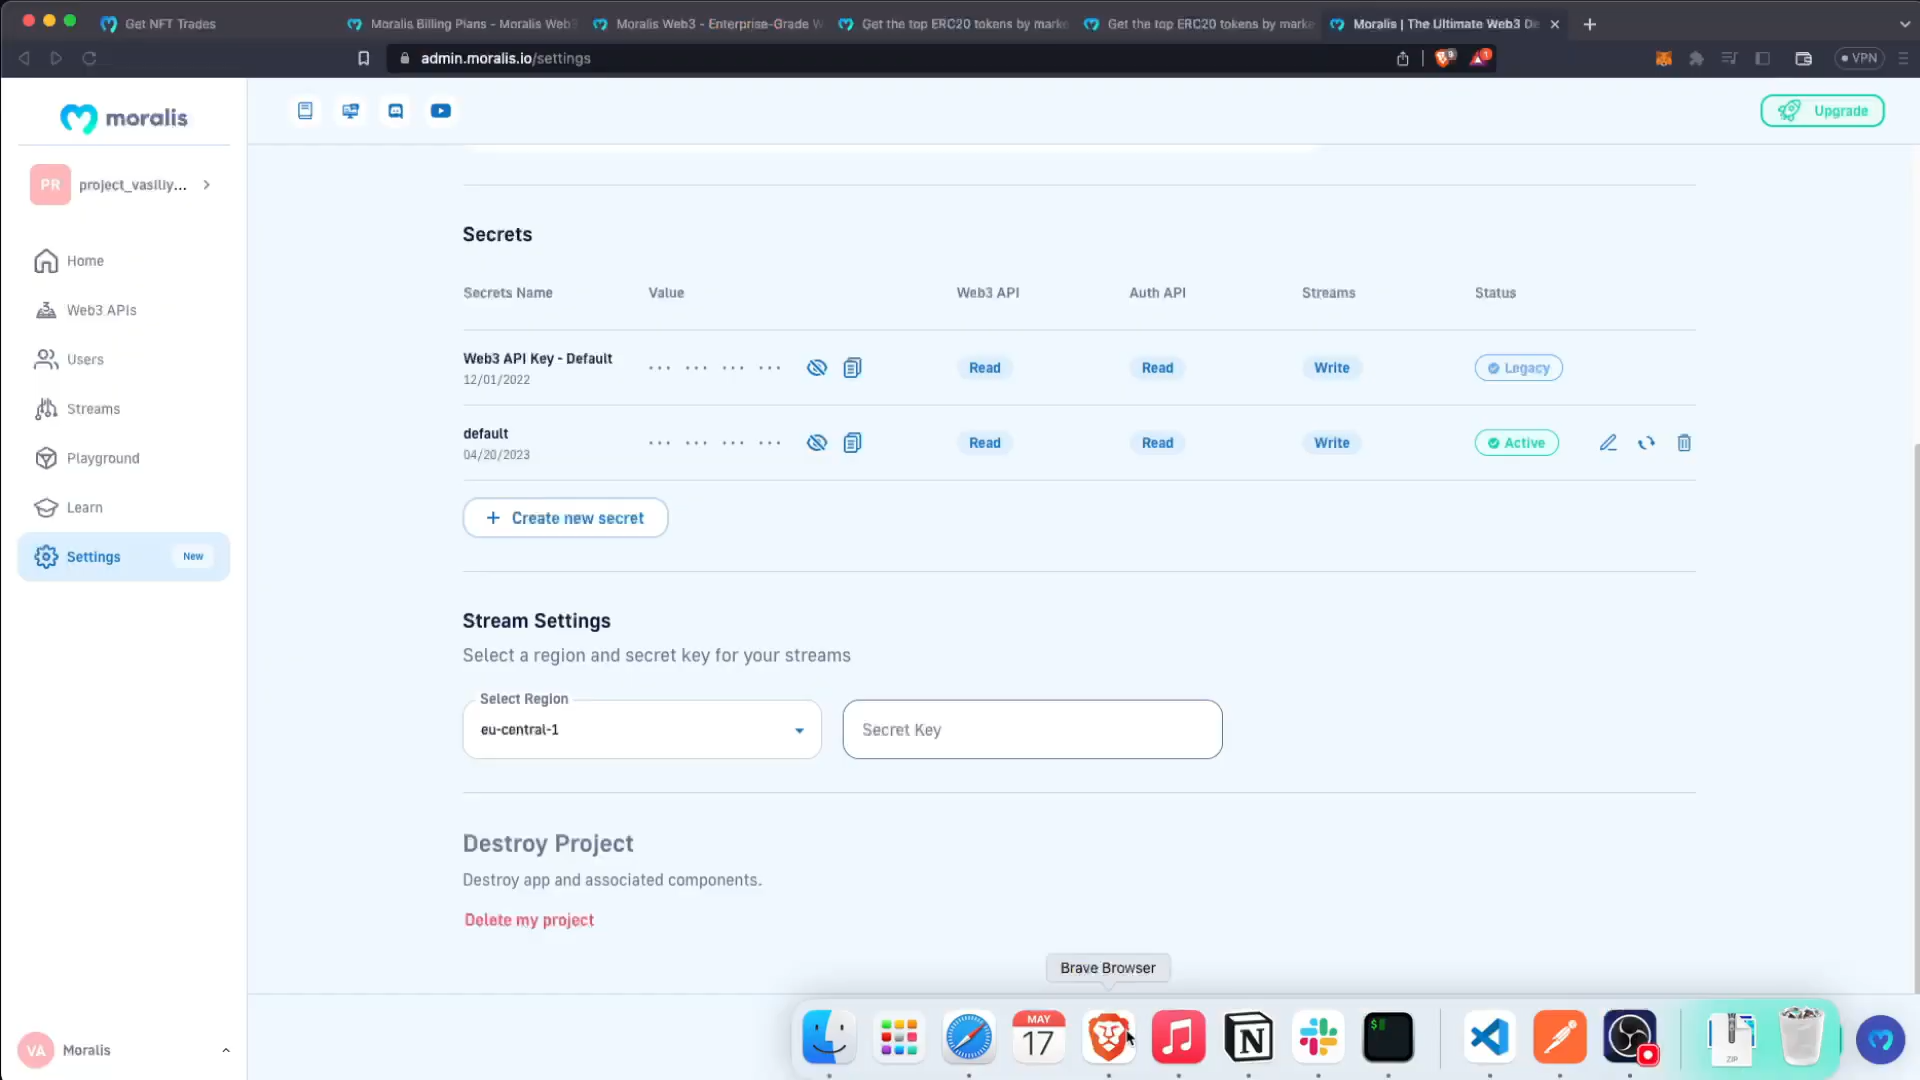 Get NFT Trades
Moralis Billing Plans - Moralis Web3
Moralis Web3 - Enterprise-Grade W
Get the top ERC20 tokens by marke
Get the top ERC20 tokens by marke
Moralis | The Ultimate Web3 De
admin.moralis.io/settings
9
1
VPN
moralis
Upgrade
PR
project_vasiliy...
Home
Web3 APIs
Users
Streams
Playground
Learn
Settings
New
Secrets
Secrets Name
Value
Web3 API
Auth API
Streams
Status
Web3 API Key - Default
12/01/2022
Read
Read
Write
Legacy
default
04/20/2023
Read
Read
Write
Active
+ Create new secret
Stream Settings
Select a region and secret key for your streams
Select Region
eu-central-1
Secret Key
Destroy Project
Destroy app and associated components.
Delete my project
Brave Browser
MAY
17
$
ZIP
VA
Moralis